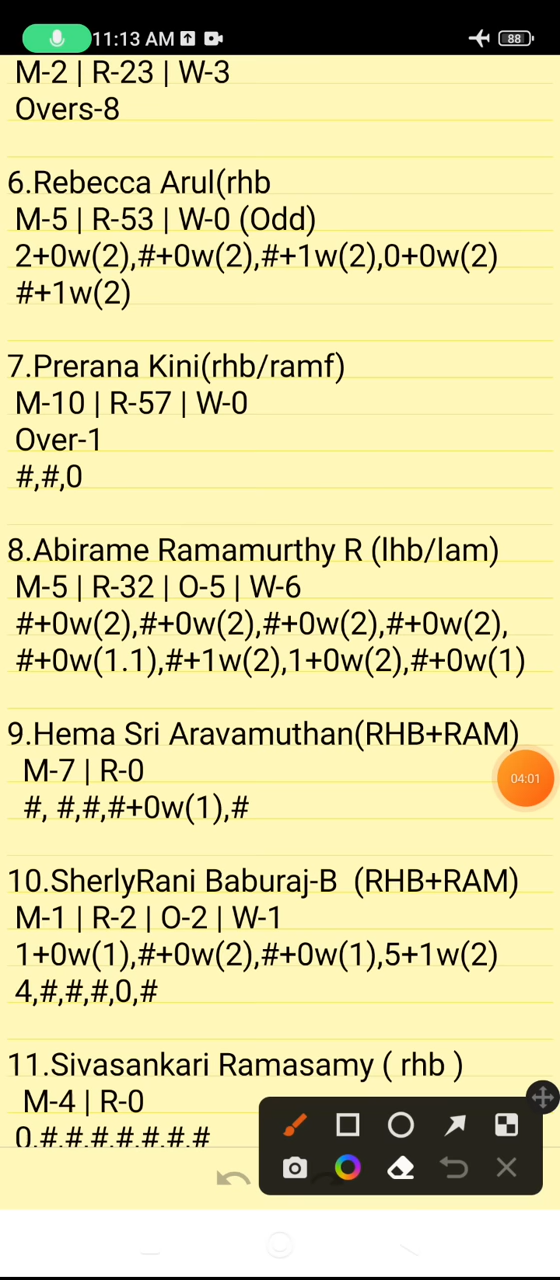 11:13 AM
88
M-2 | R-23 | W-3
Overs-8
6.Rebecca Arul(rhb
M-5 | R-53 | W-0 (Odd)
2+0w(2),#+0w(2),#+1w(2),0+0w(2)
#+1w(2)
7.Prerana Kini(rhb/ramf)
M-10 | R-57 | W-0
Over-1
#,#,0
8.Abirame Ramamurthy R (lhb/lam)
M-5 | R-32 | O-5 | W-6
#+0w(2),#+0w(2),#+0w(2),#+0w(2),
#+0w(1.1),#+1w(2),1+0w(2),#+0w(1)
9.Hema Sri Aravamuthan(RHB+RAM)
M-7 | R-0
04:01
#, #,#,#+0w(1),#
10.SherlyRani Baburaj-B (RHB+RAM)
M-1 | R-2 | O-2 | W-1
1+0w(1),#+0w(2),#+0w(1),5+1w(2)
4,#,#,#,0,#
11.Sivasankari Ramasamy ( rhb )
M-4 | R-0
0,#,#,#,#,#,#,#